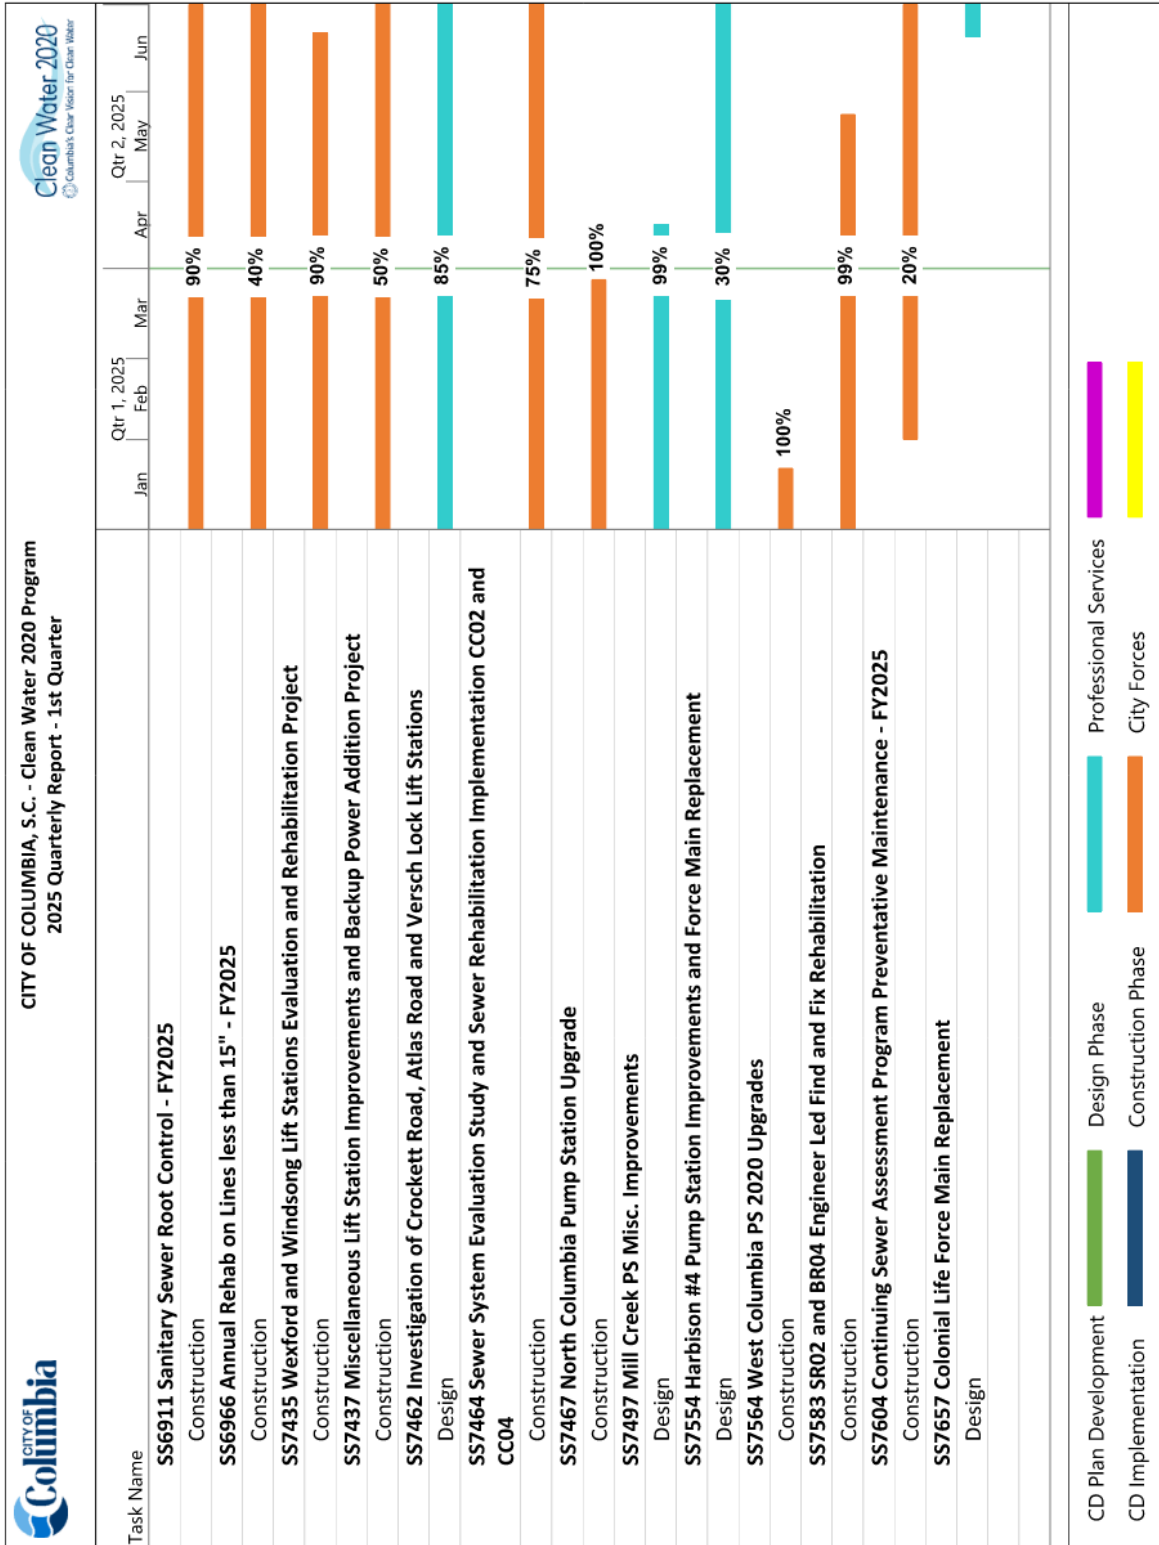 CITY OF
Columbia
CITY OF COLUMBIA, S.C. - Clean Water 2020 Program
2025 Quarterly Report - 1st Quarter
Clean Water 2020
Columbia's Clear Vision for Clean Water
Task Name
Qtr 1, 2025
Qtr 2, 2025
Jan
Feb
Mar
Apr
May
Jun
SS6911 Sanitary Sewer Root Control - FY2025
Construction
90%
SS6966 Annual Rehab on Lines less than 15" - FY2025
Construction
40%
SS7435 Wexford and Windsong Lift Stations Evaluation and Rehabilitation Project
Construction
90%
SS7437 Miscellaneous Lift Station Improvements and Backup Power Addition Project
Construction
50%
SS7462 Investigation of Crockett Road, Atlas Road and Versch Lock Lift Stations
Design
85%
SS7464 Sewer System Evaluation Study and Sewer Rehabilitation Implementation CC02 and
CC04
Construction
75%
SS7467 North Columbia Pump Station Upgrade
Construction
100%
SS7497 Mill Creek PS Misc. Improvements
Design
99%
SS7554 Harbison #4 Pump Station Improvements and Force Main Replacement
Design
30%
SS7564 West Columbia PS 2020 Upgrades
Construction
100%
SS7583 SR02 and BR04 Engineer Led Find and Fix Rehabilitation
Construction
99%
SS7604 Continuing Sewer Assessment Program Preventative Maintenance - FY2025
Construction
20%
SS7657 Colonial Life Force Main Replacement
Design
CD Plan Development
Design Phase
Professional Services
CD Implementation
Construction Phase
City Forces